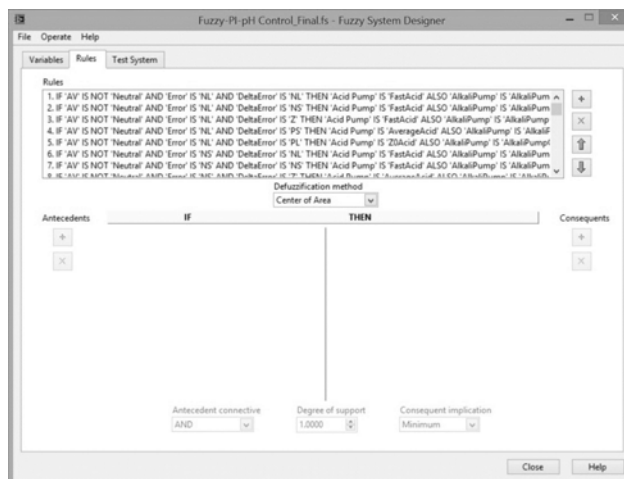 Fuzzy-PI-pH Control_Final.fs - Fuzzy System Designer
File Operate Help
Variables Rules Test System
Rules
1. IF 'AV' IS NOT 'Neutral' AND 'Error' IS 'NL' AND 'DeltaError' IS 'NL' THEN 'Acid Pump' IS 'FastAcid' ALSO 'AlkaliPump' IS 'AlkaliPum
2. IF 'AV' IS NOT 'Neutral' AND 'Error' IS 'NL' AND 'DeltaError' IS 'NS' THEN 'Acid Pump' IS 'FastAcid' ALSO 'AlkaliPump' IS 'AlkaliPum
3. IF 'AV' IS NOT 'Neutral' AND 'Error' IS 'NL' AND 'DeltaError' IS 'Z' THEN 'Acid Pump' IS 'FastAcid' ALSO 'AlkaliPump' IS 'AlkaliPump
4. IF 'AV' IS NOT 'Neutral' AND 'Error' IS 'NL' AND 'DeltaError' IS 'PS' THEN 'Acid Pump' IS 'AverageAcid' ALSO 'AlkaliPump' IS 'AlkaliP
5. IF 'AV' IS NOT 'Neutral' AND 'Error' IS 'NL' AND 'DeltaError' IS 'PL' THEN 'Acid Pump' IS 'Z0Acid' ALSO 'AlkaliPump' IS 'AlkaliPump(
6. IF 'AV' IS NOT 'Neutral' AND 'Error' IS 'NS' AND 'DeltaError' IS 'NL' THEN 'Acid Pump' IS 'FastAcid' ALSO 'AlkaliPump' IS 'AlkaliPum
7. IF 'AV' IS NOT 'Neutral' AND 'Error' IS 'NS' AND 'DeltaError' IS 'NS' THEN 'Acid Pump' IS 'FastAcid' ALSO 'AlkaliPump' IS 'AlkaliPum
Defuzzification method
Center of Area
Antecedents IF THEN Consequents
Antecedent connective Degree of support Consequent implication
AND 1.0000 Minimum
Close Help